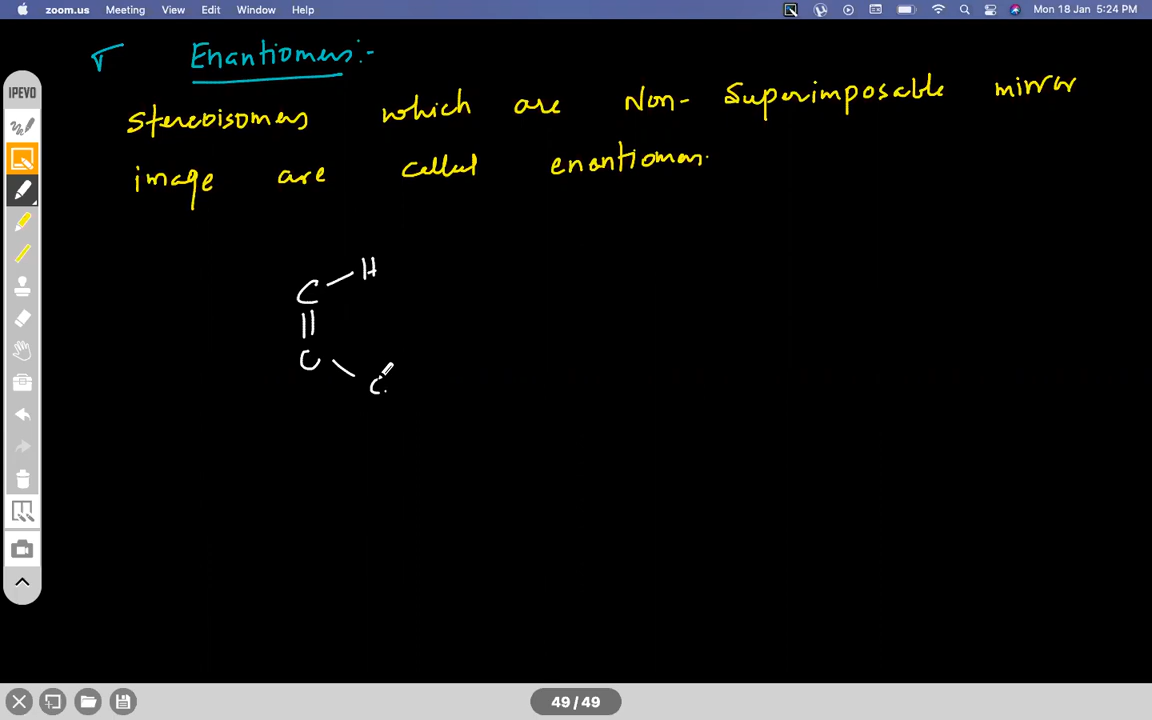 zoom.us Meeting View Edit Window Help Mon 18 Jan 5:24 PM
IPEVO
Enantiomers:-
stereoisomers which are Non- Superimposable mirror
image are called enantiomers.
C - H
||
C - C
49 / 49